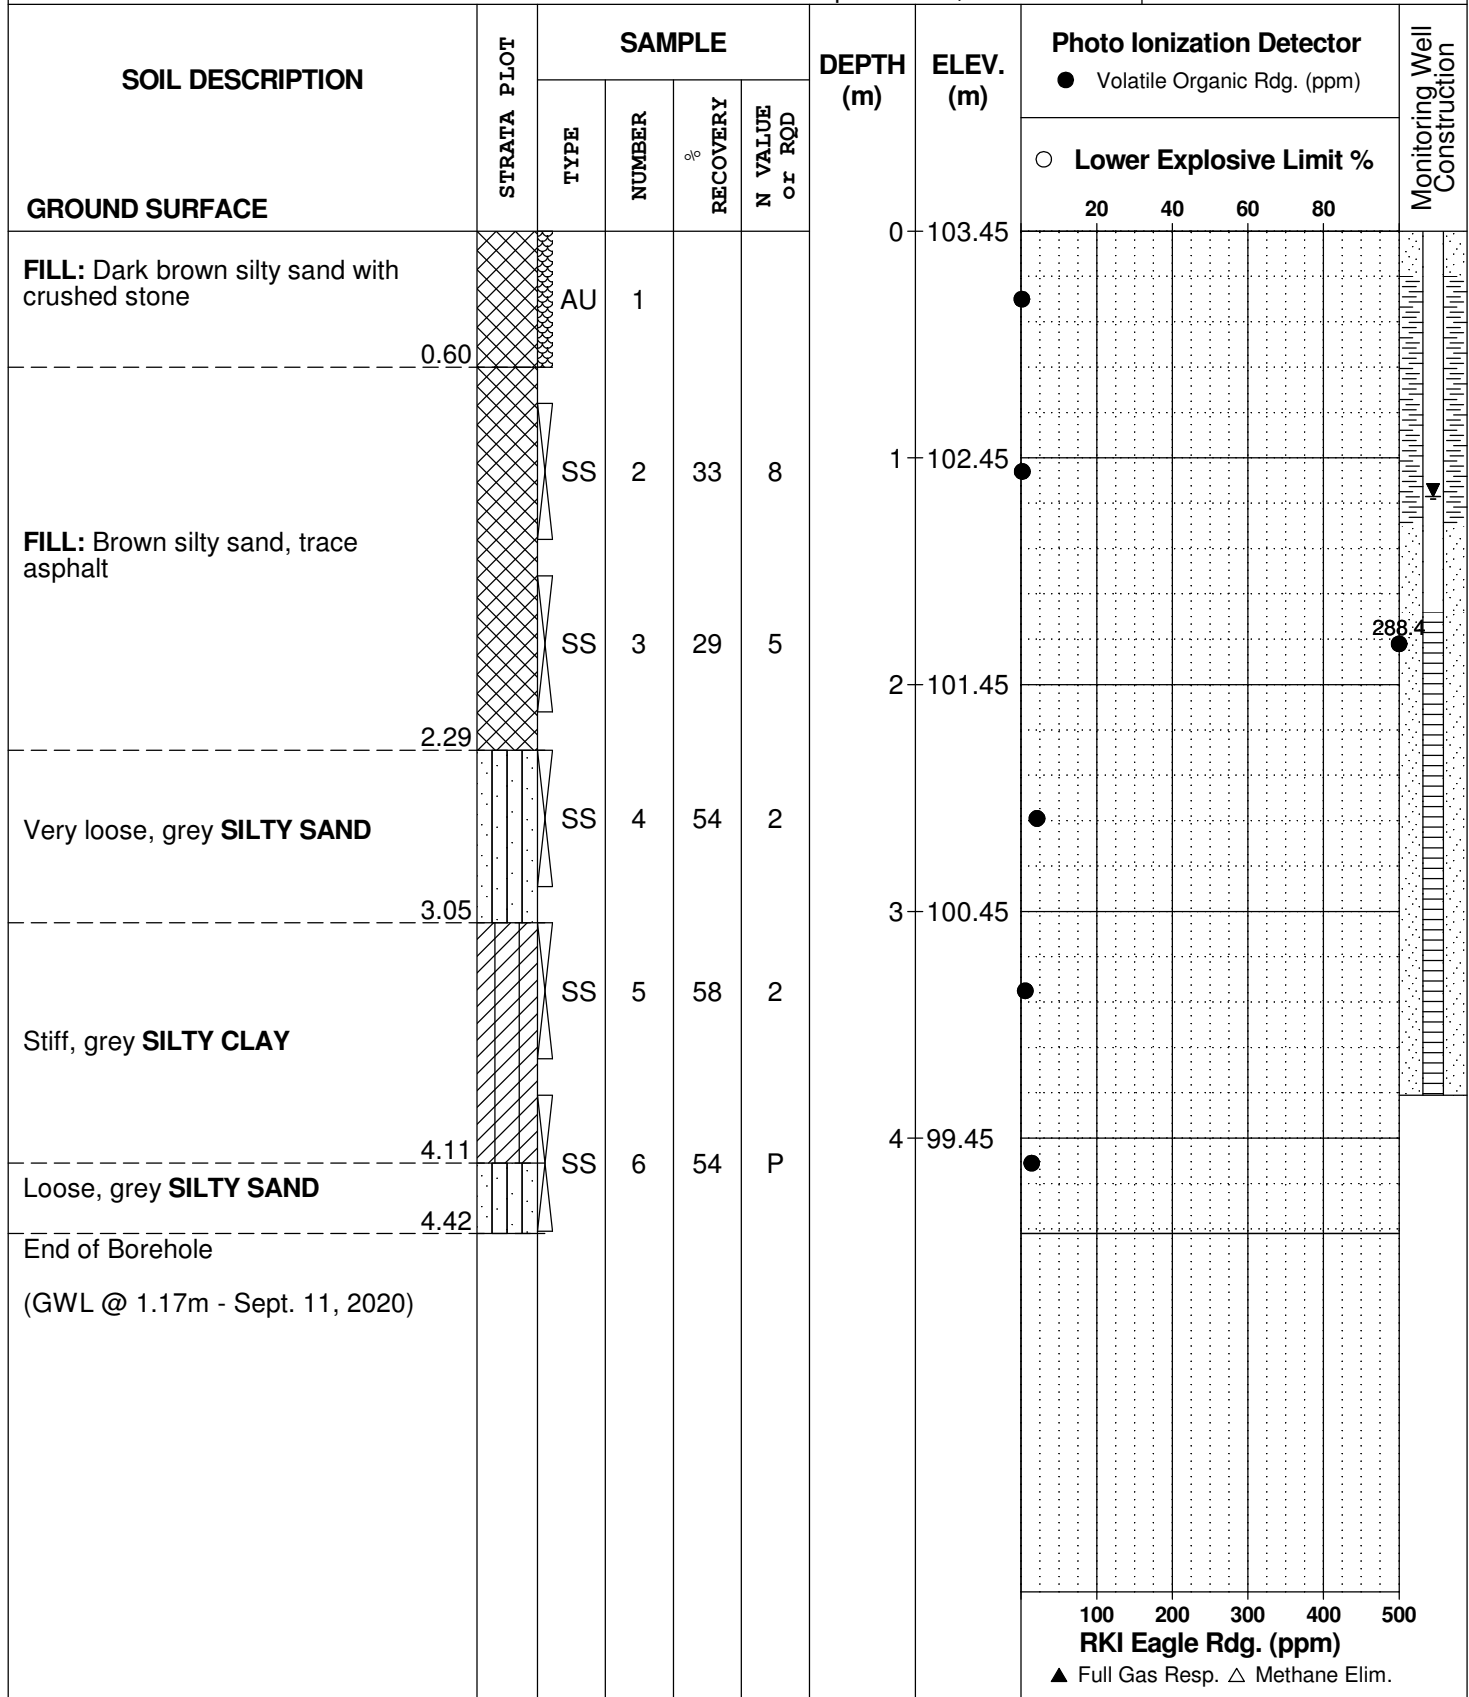 SOIL DESCRIPTION
GROUND SURFACE
STRATA PLOT
SAMPLE
TYPE
NUMBER
% RECOVERY
N VALUE or RQD
DEPTH (m)
ELEV. (m)
Photo Ionization Detector
● Volatile Organic Rdg. (ppm)
○ Lower Explosive Limit %
20 40 60 80
Monitoring Well Construction
0 103.45
FILL: Dark brown silty sand with
crushed stone
AU 1
0.60
1 102.45
SS 2 33 8
FILL: Brown silty sand, trace
asphalt
288.4
SS 3 29 5
2 101.45
2.29
SS 4 54 2
Very loose, grey SILTY SAND
3.05
3 100.45
SS 5 58 2
Stiff, grey SILTY CLAY
4 99.45
4.11
SS 6 54 P
Loose, grey SILTY SAND
4.42
End of Borehole
(GWL @ 1.17m - Sept. 11, 2020)
100 200 300 400 500
RKI Eagle Rdg. (ppm)
▲ Full Gas Resp. △ Methane Elim.